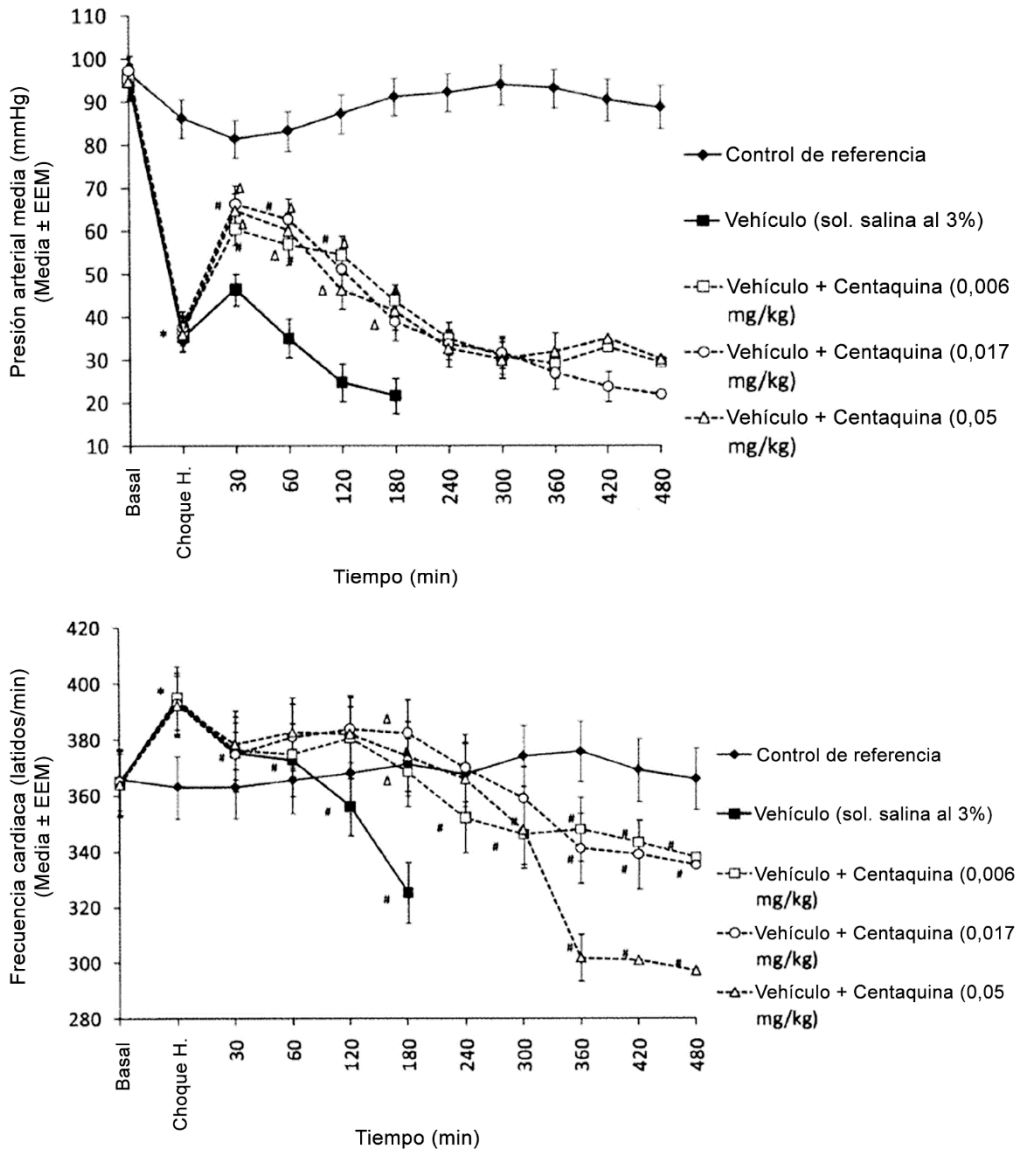 Presión arterial media (mmHg)
(Media ± EEM)
110
100
90
80
70
60
50
40
30
20
10
*
#
#
#
#
#
Δ
Δ
Δ
Basal
Choque H.
30
60
120
180
240
300
360
420
480
Tiempo (min)
Control de referencia
Vehículo (sol. salina al 3%)
Vehículo + Centaquina (0,006
mg/kg)
Vehículo + Centaquina (0,017
mg/kg)
Vehículo + Centaquina (0,05
mg/kg)
Frecuencia cardiaca (latidos/min)
(Media ± EEM)
420
400
380
360
340
320
300
280
*
#
#
#
#
Δ
Δ
#
#
#
#
#
#
#
#
#
#
#
#
Basal
Choque H.
30
60
120
180
240
300
360
420
480
Tiempo (min)
Control de referencia
Vehículo (sol. salina al 3%)
Vehículo + Centaquina (0,006
mg/kg)
Vehículo + Centaquina (0,017
mg/kg)
Vehículo + Centaquina (0,05
mg/kg)